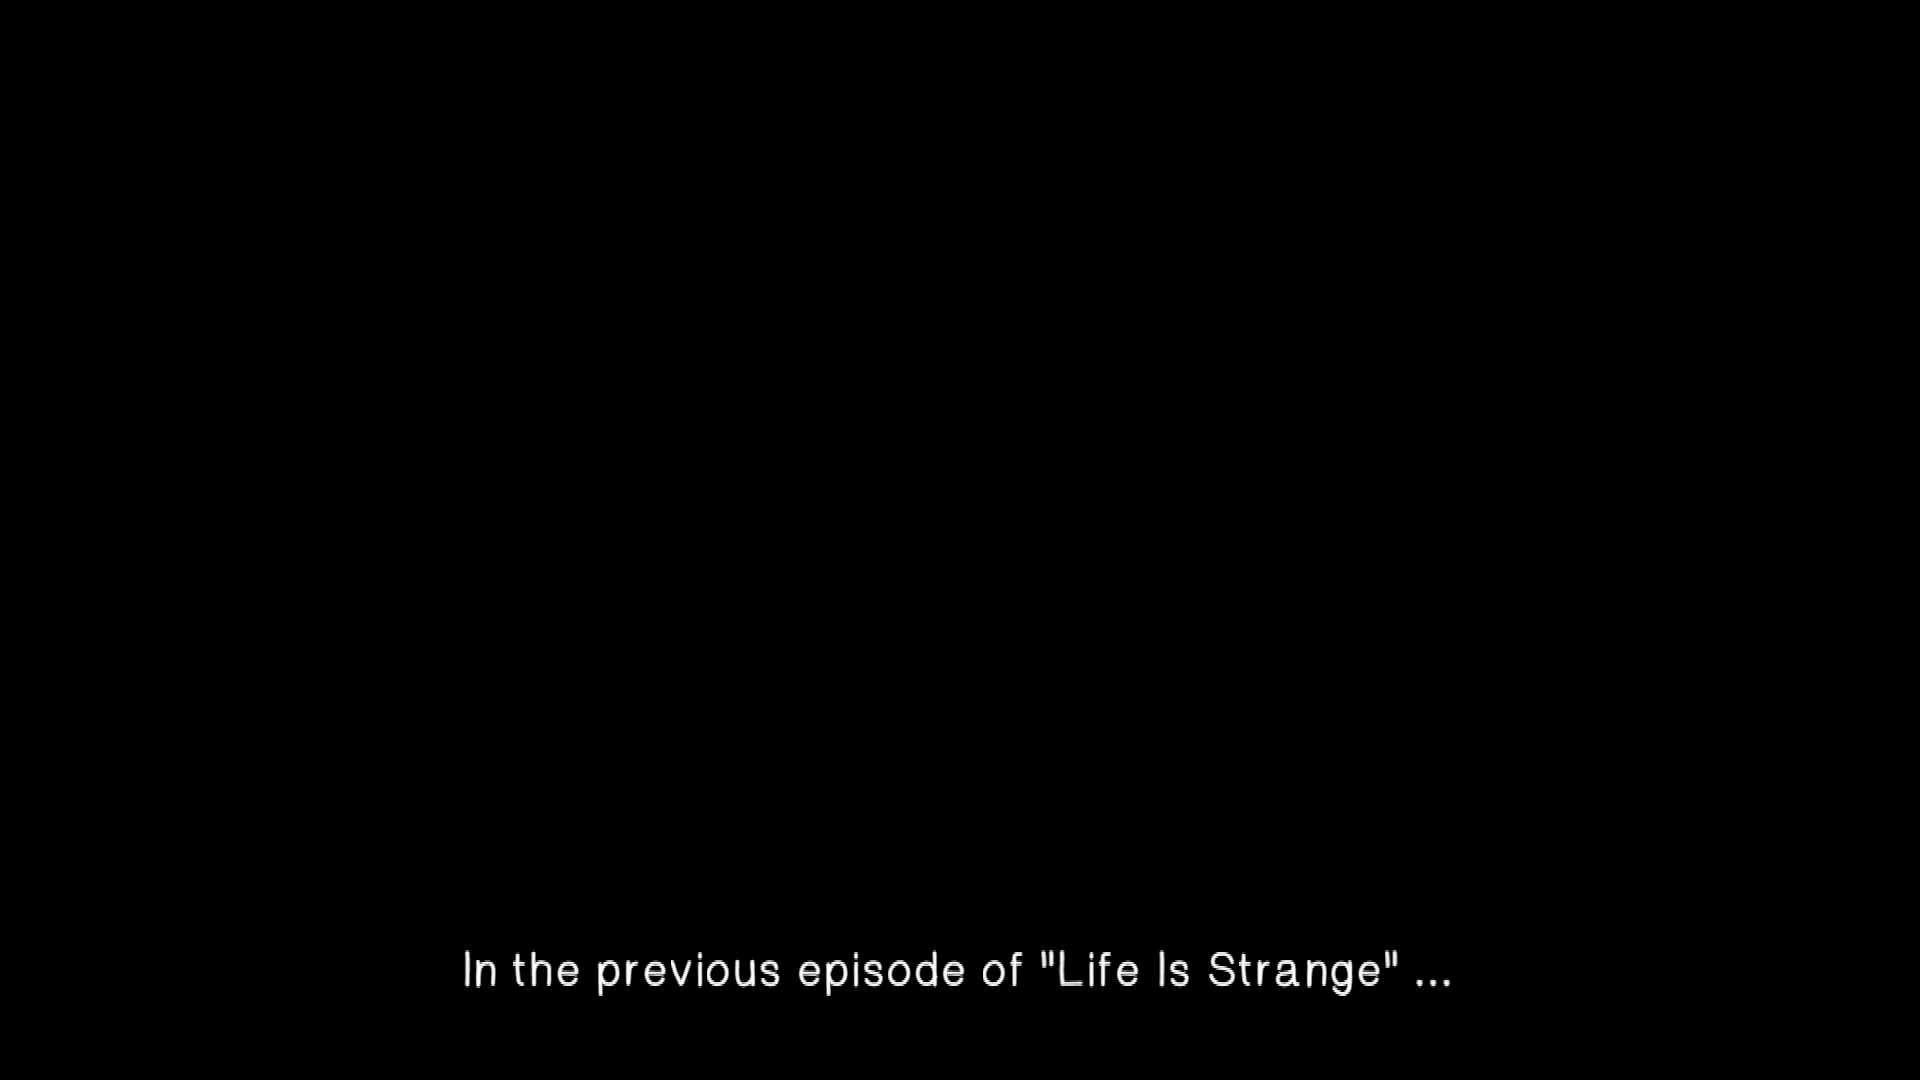 In the previous episode of "Life Is Strange" ...